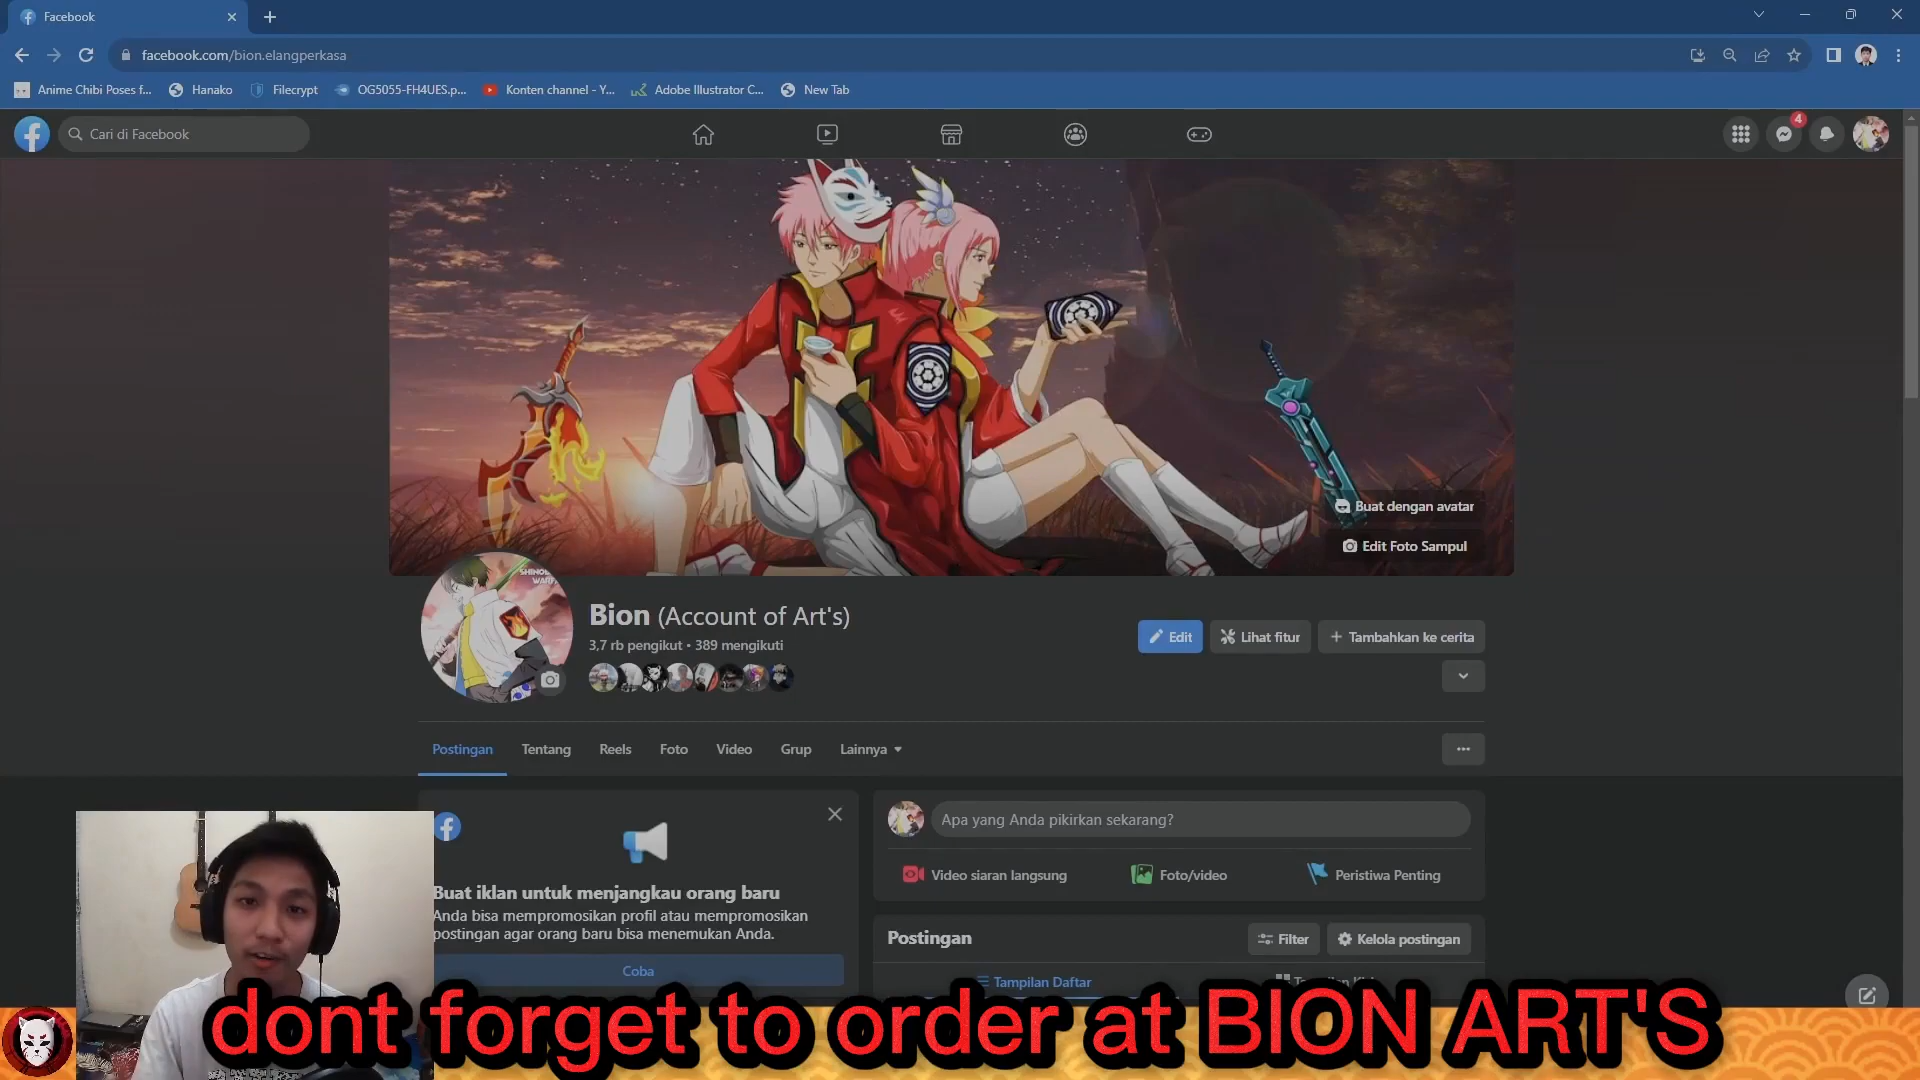 Facebook
facebook.com/bion.elangperkasa
Anime Chibi Poses f...
Hanako
Filecrypt
OG5055-FH4UES.p...
Konten channel - Y...
Adobe Illustrator C...
New Tab
Cari di Facebook
4
Buat dengan avatar
Edit Foto Sampul
Bion (Account of Art's)
3,7 rb pengikut • 389 mengikuti
Edit
Lihat fitur
Tambahkan ke cerita
Postingan
Tentang
Reels
Foto
Video
Grup
Lainnya
Apa yang Anda pikirkan sekarang?
Video siaran langsung
Foto/video
Peristiwa Penting
Buat iklan untuk menjangkau orang baru
Anda bisa mempromosikan profil atau mempromosikan
postingan agar orang baru bisa menemukan Anda.
Coba
Postingan
Filter
Kelola postingan
Tampilan Daftar
dont forget to order at BION ART'S